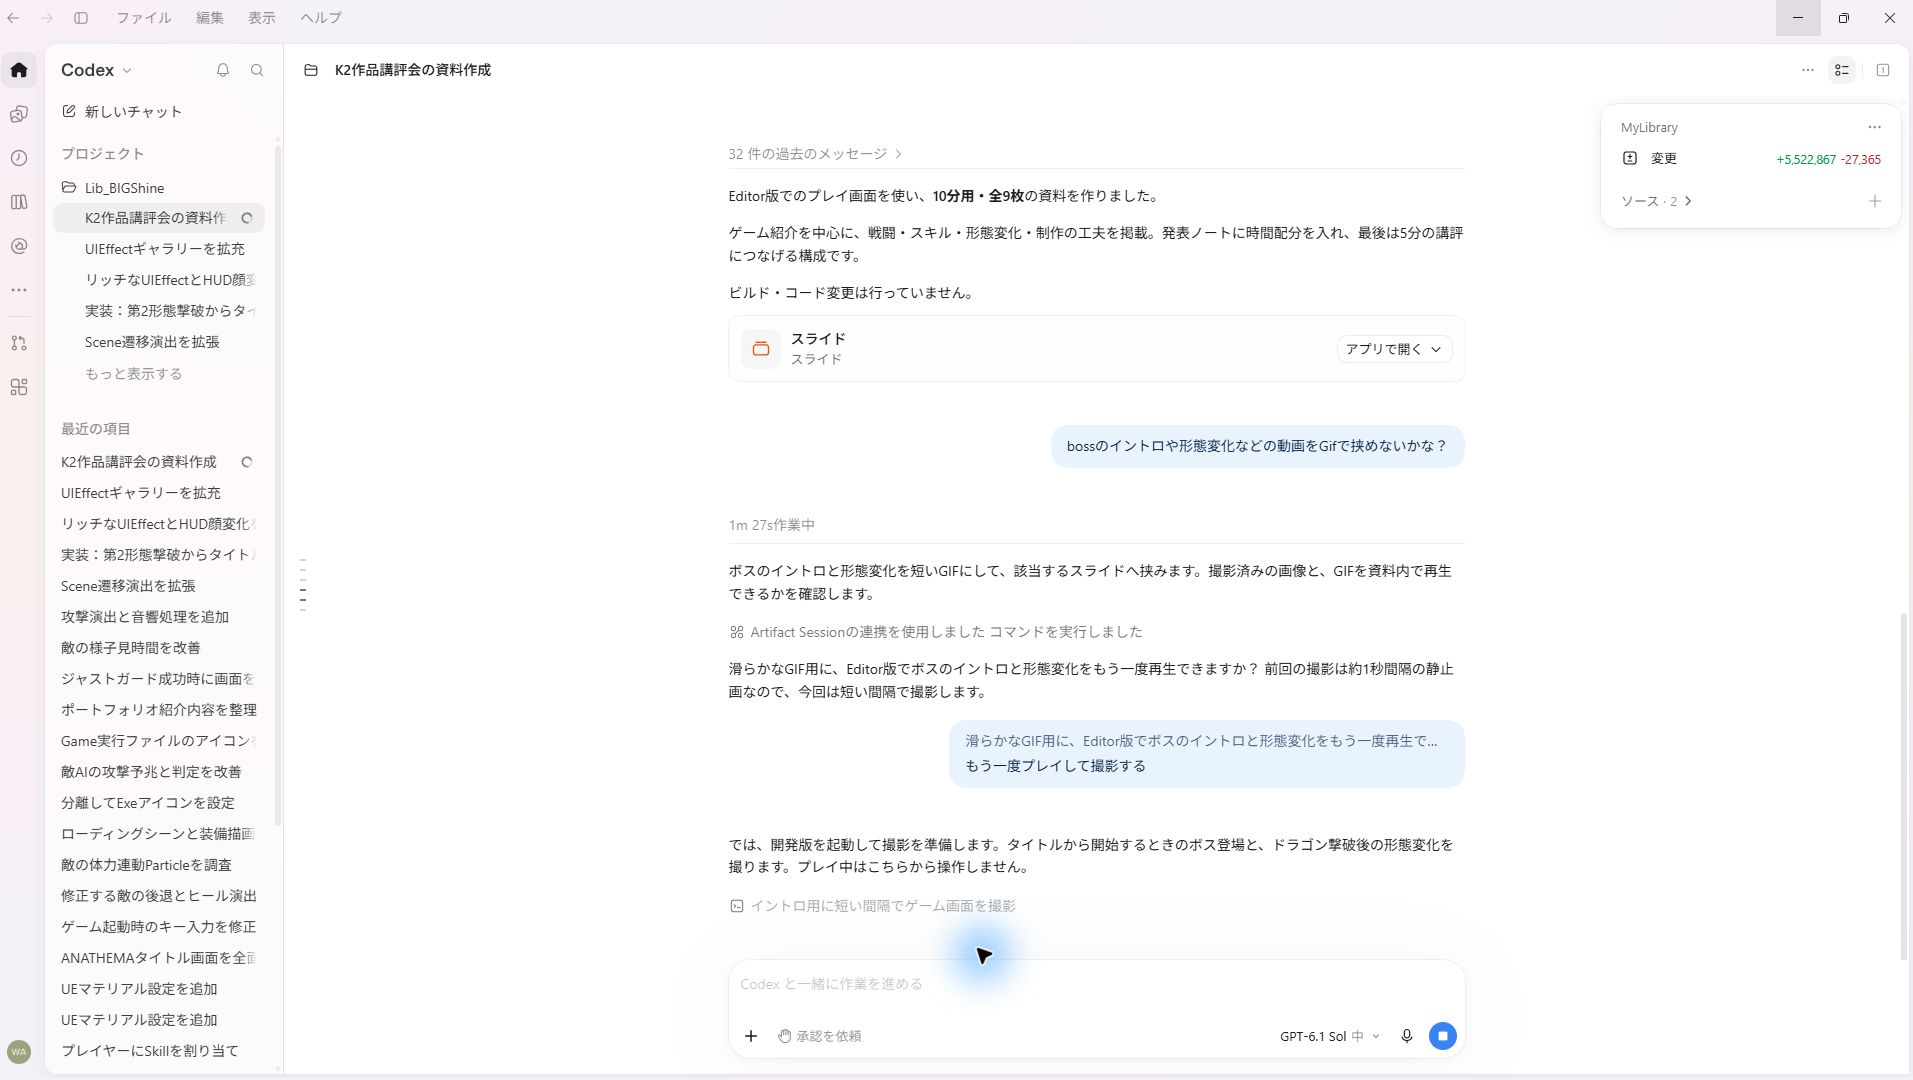 ファイル 編集 表示 ヘルプ
Codex
新しいチャット
プロジェクト
Lib_BIGShine
K2作品講評会の資料作
UIEffectギャラリーを拡充
リッチなUIEffectとHUD顔変
実装：第2形態撃破からタイ
Scene遷移演出を拡張
もっと表示する
最近の項目
K2作品講評会の資料作成
UIEffectギャラリーを拡充
リッチなUIEffectとHUD顔変化を
実装：第2形態撃破からタイトル
Scene遷移演出を拡張
攻撃演出と音響処理を追加
敵の様子見時間を改善
ジャストガード成功時に画面を
ポートフォリオ紹介内容を整理
Game実行ファイルのアイコンを
敵AIの攻撃予兆と判定を改善
分離してExeアイコンを設定
ローディングシーンと装備描画
敵の体力連動Particleを調査
修正する敵の後退とヒール演出
ゲーム起動時のキー入力を修正
ANATHEMAタイトル画面を全面
UEマテリアル設定を追加
UEマテリアル設定を追加
プレイヤーにSkillを割り当て
WA
K2作品講評会の資料作成
32 件の過去のメッセージ
Editor版でのプレイ画面を使い、10分用・全9枚の資料を作りました。
ゲーム紹介を中心に、戦闘・スキル・形態変化・制作の工夫を掲載。発表ノートに時間配分を入れ、最後は5分の講評
につなげる構成です。
ビルド・コード変更は行っていません。
スライド
スライド
アプリで開く
bossのイントロや形態変化などの動画をGifで挟めないかな？
1m 27s作業中
ボスのイントロと形態変化を短いGIFにして、該当するスライドへ挟みます。撮影済みの画像と、GIFを資料内で再生
できるかを確認します。
Artifact Sessionの連携を使用しました コマンドを実行しました
滑らかなGIF用に、Editor版でボスのイントロと形態変化をもう一度再生できますか？ 前回の撮影は約1秒間隔の静止
画なので、今回は短い間隔で撮影します。
滑らかなGIF用に、Editor版でボスのイントロと形態変化をもう一度再生で...
もう一度プレイして撮影する
では、開発版を起動して撮影を準備します。タイトルから開始するときのボス登場と、ドラゴン撃破後の形態変化を
撮ります。プレイ中はこちらから操作しません。
イントロ用に短い間隔でゲーム画面を撮影
Codex と一緒に作業を進める
承認を依頼
GPT-6.1 Sol 中
1
MyLibrary
変更 +5,522,867 -27,365
ソース · 2